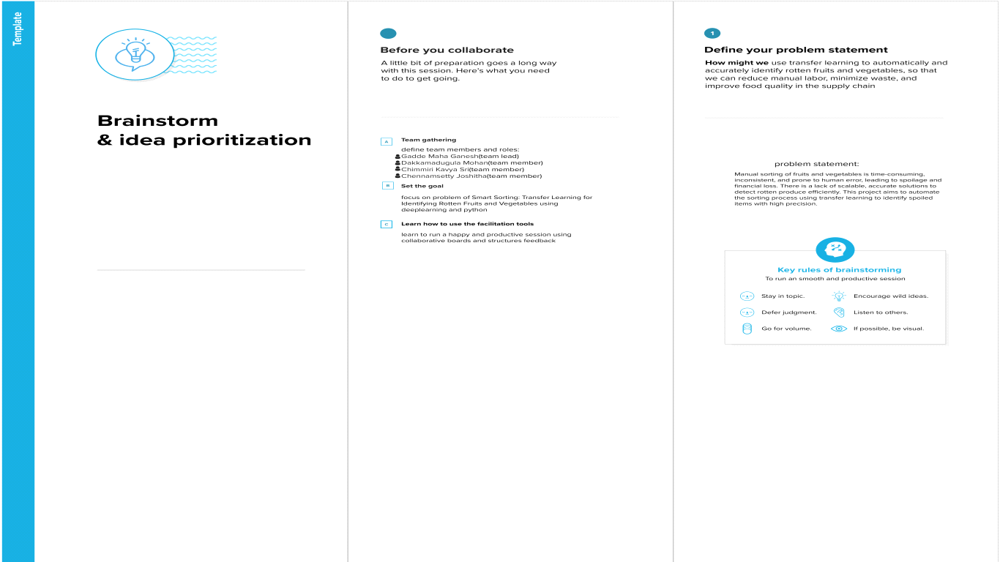 Template
Brainstorm
& idea prioritization
Before you collaborate
A little bit of preparation goes a long way
with this session. Here's what you need
to do to get going.
A
Team gathering
define team members and roles:
Gadde Maha Ganesh(team lead)
Dakkamadugula Mohan(team member)
Chimmiri Kavya Sri(team member)
Chennamsetty Joshitha(team member)
B
Set the goal
focus on problem of Smart Sorting: Transfer Learning for
Identifying Rotten Fruits and Vegetables using
deeplearning and python
C
Learn how to use the facilitation tools
learn to run a happy and productive session using
collaborative boards and structures feedback
1
Define your problem statement
How might we use transfer learning to automatically and
accurately identify rotten fruits and vegetables, so that
we can reduce manual labor, minimize waste, and
improve food quality in the supply chain
problem statement:
Manual sorting of fruits and vegetables is time-consuming,
inconsistent, and prone to human error, leading to spoilage and
financial loss. There is a lack of scalable, accurate solutions to
detect rotten produce efficiently. This project aims to automate
the sorting process using transfer learning to identify spoiled
items with high precision.
Key rules of brainstorming
To run an smooth and productive session
Stay in topic.
Encourage wild ideas.
Defer judgment.
Listen to others.
Go for volume.
If possible, be visual.